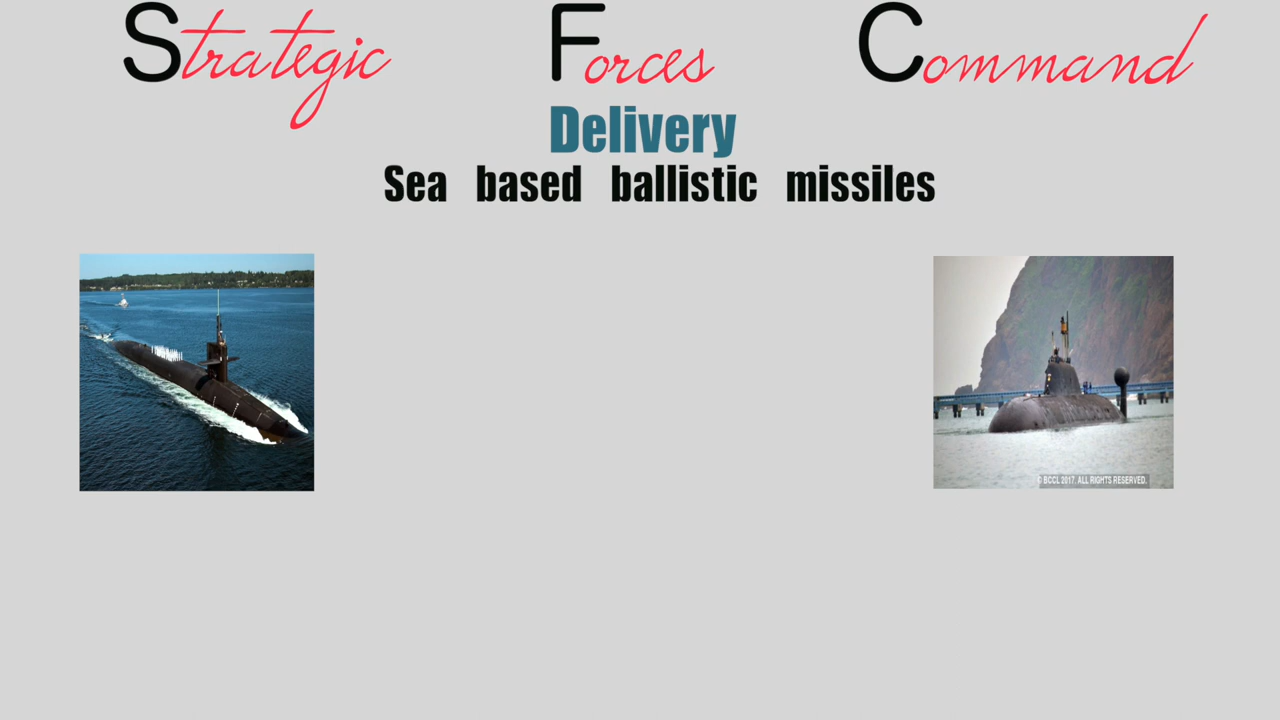 Strategic Forces Command
Delivery
Sea based ballistic missiles
© BCCL 2017. ALL RIGHTS RESERVED.